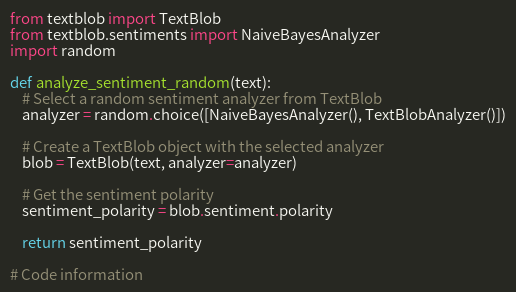 from textblob import TextBlob
from textblob.sentiments import NaiveBayesAnalyzer
import random

def analyze_sentiment_random(text):
    # Select a random sentiment analyzer from TextBlob
    analyzer = random.choice([NaiveBayesAnalyzer(), TextBlobAnalyzer()])

    # Create a TextBlob object with the selected analyzer
    blob = TextBlob(text, analyzer=analyzer)

    # Get the sentiment polarity
    sentiment_polarity = blob.sentiment.polarity

    return sentiment_polarity

# Code information